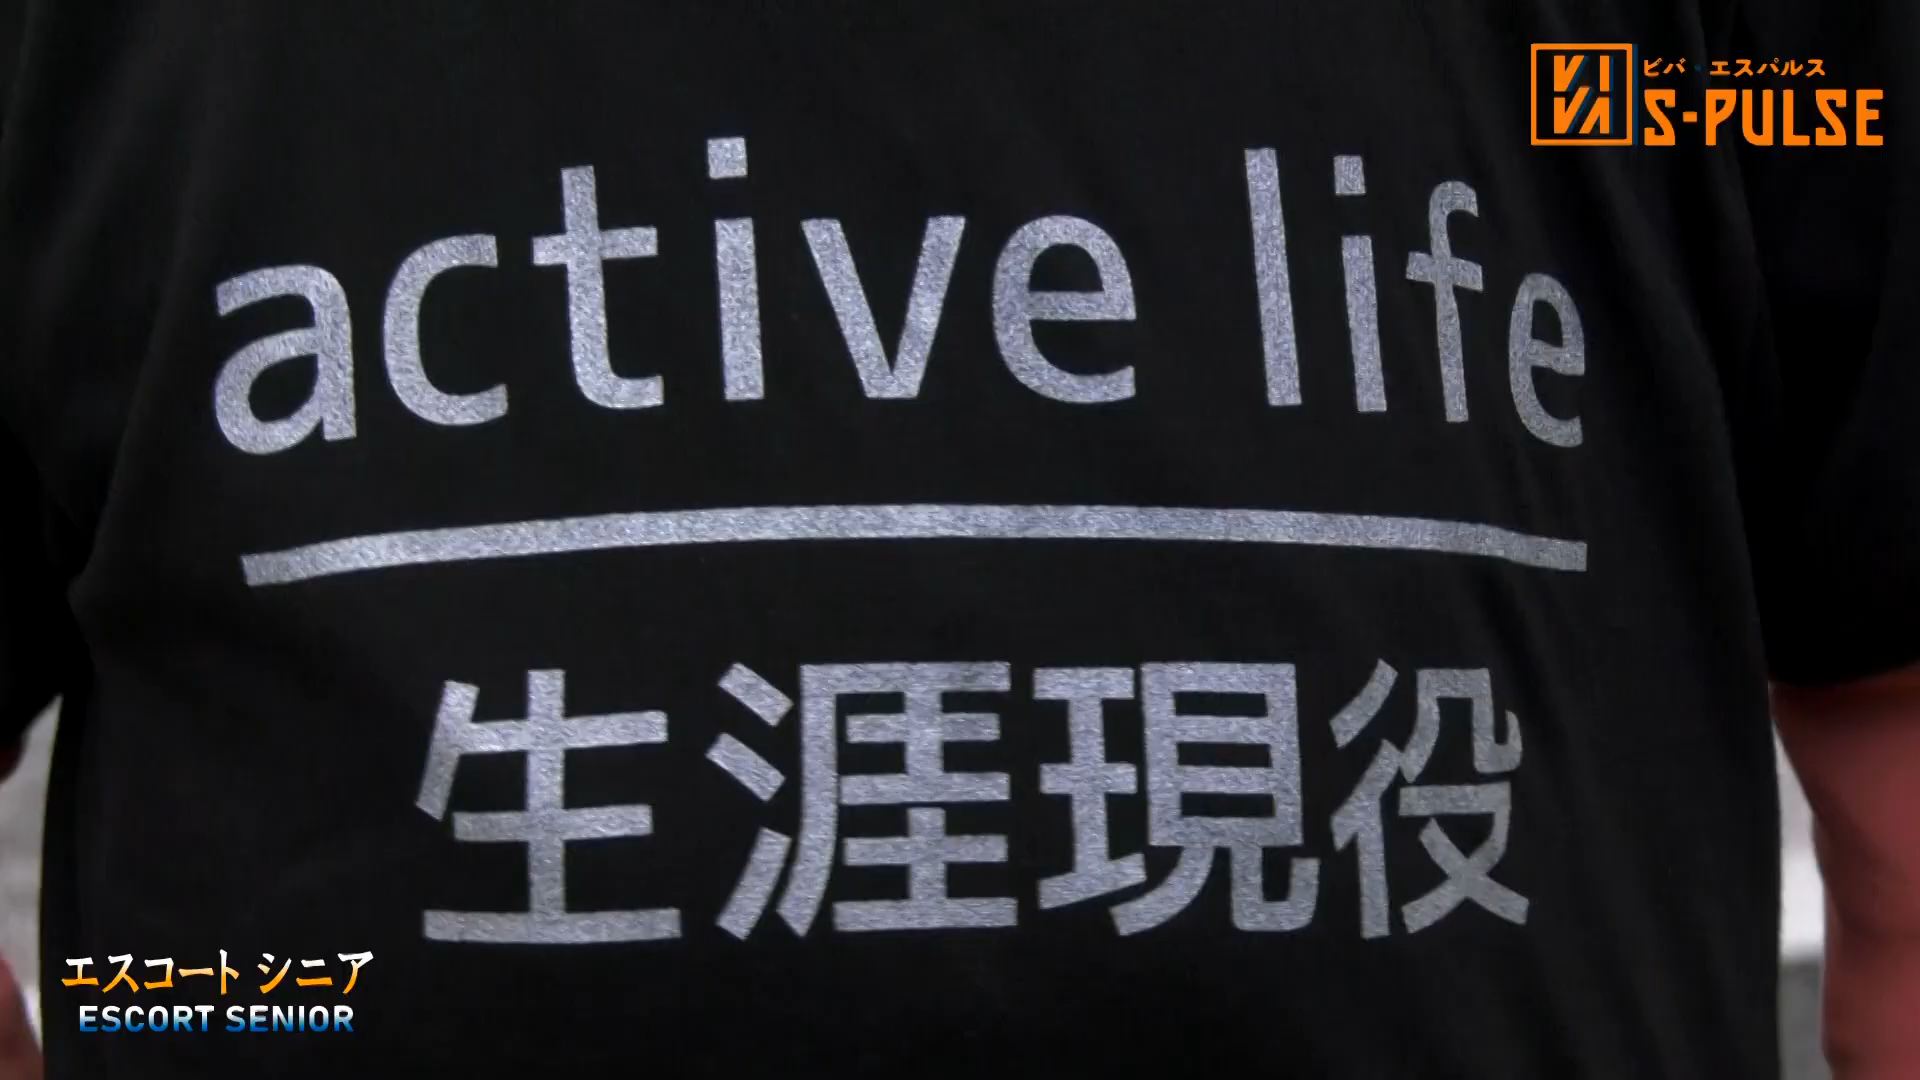 VIVA
ビバ・エスパルス
S-PULSE
active life
生涯現役
エスコート シニア
ESCORT SENIOR